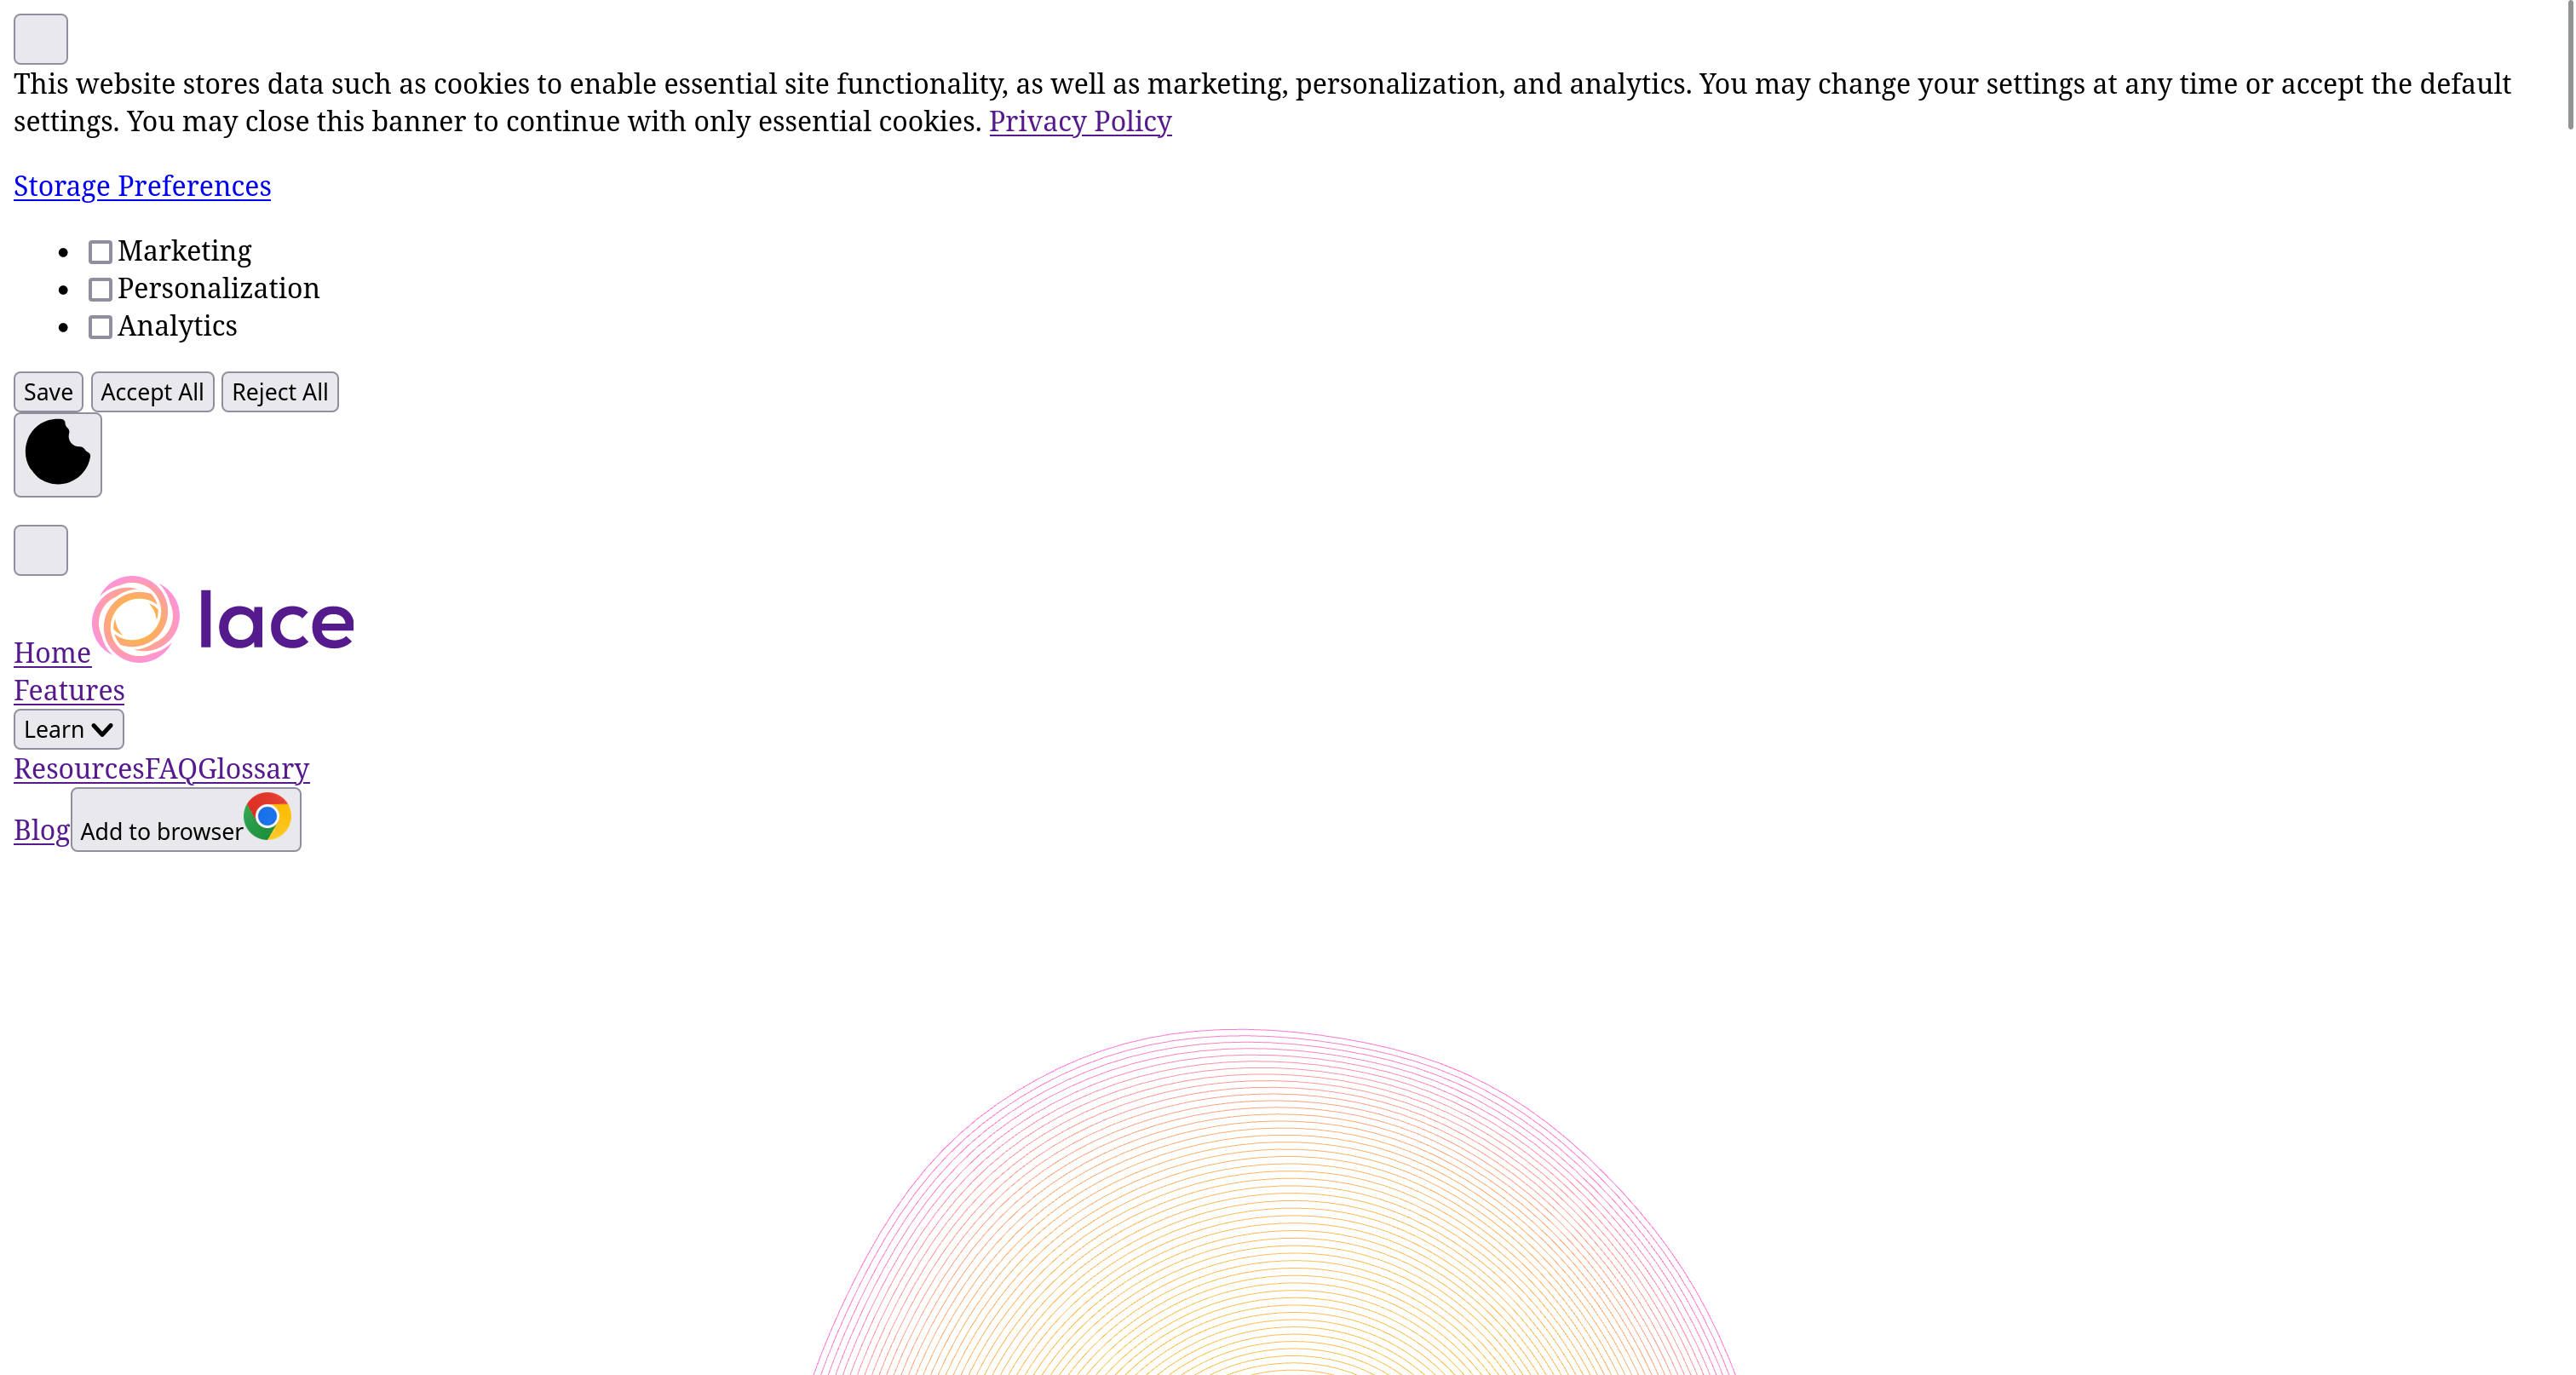 This website stores data such as cookies to enable essential site functionality, as well as marketing, personalization, and analytics. You may change your settings at any time or accept the default
settings. You may close this banner to continue with only essential cookies. Privacy Policy
Storage Preferences
Marketing
Personalization
Analytics
Save Accept All Reject All
Home lace
Features
Learn
ResourcesFAQGlossary
Blog Add to browser